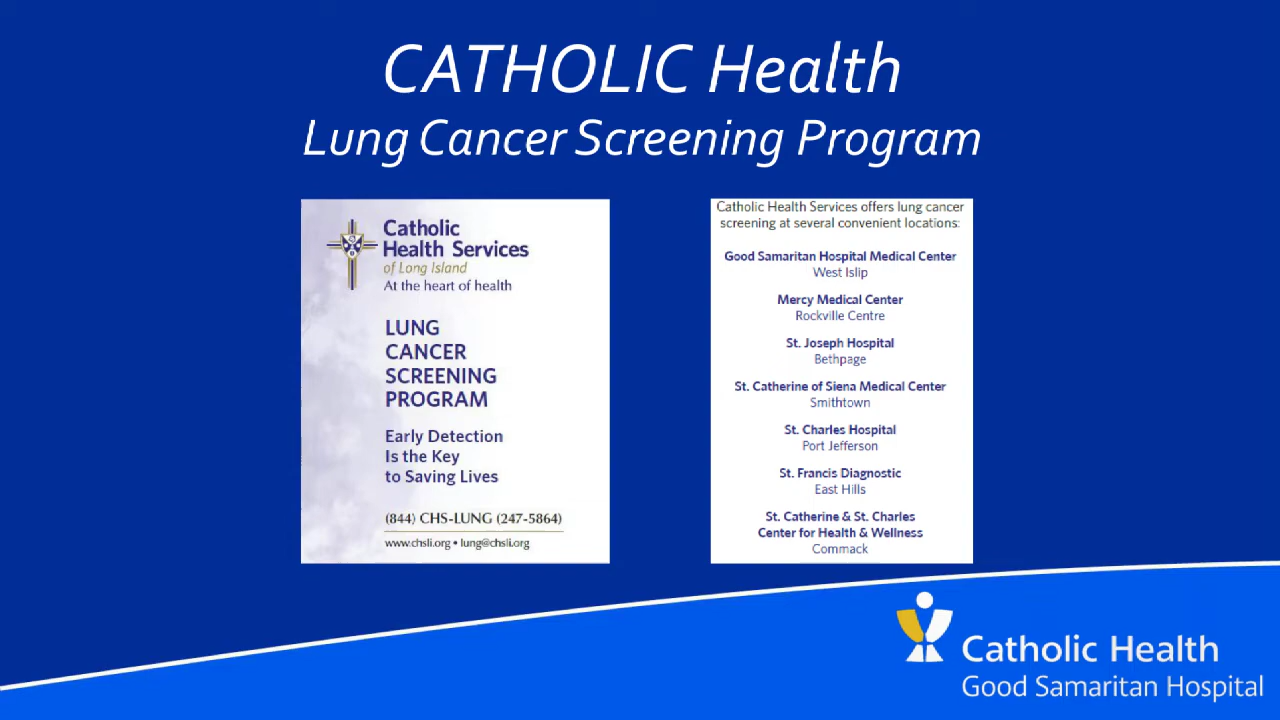 CATHOLIC Health
Lung Cancer Screening Program
Catholic
Health Services
of Long Island
At the heart of health
LUNG
CANCER
SCREENING
PROGRAM
Early Detection
Is the Key
to Saving Lives
(844) CHS-LUNG (247-5864)
www.chsli.org • lung@chsli.org
Catholic Health Services offers lung cancer
screening at several convenient locations:
Good Samaritan Hospital Medical Center
West Islip
Mercy Medical Center
Rockville Centre
St. Joseph Hospital
Bethpage
St. Catherine of Siena Medical Center
Smithtown
St. Charles Hospital
Port Jefferson
St. Francis Diagnostic
East Hills
St. Catherine & St. Charles
Center for Health & Wellness
Commack
Catholic Health
Good Samaritan Hospital